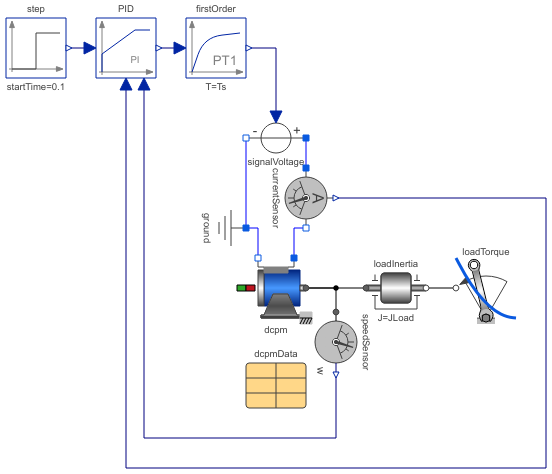 step
PID
firstOrder
PI
PT1
startTime=0.1
T=Ts
-
+
signalVoltage
currentSensor
A
ground
loadTorque
loadInertia
J=JLoad
dcpm
speedSensor
w
dcpmData